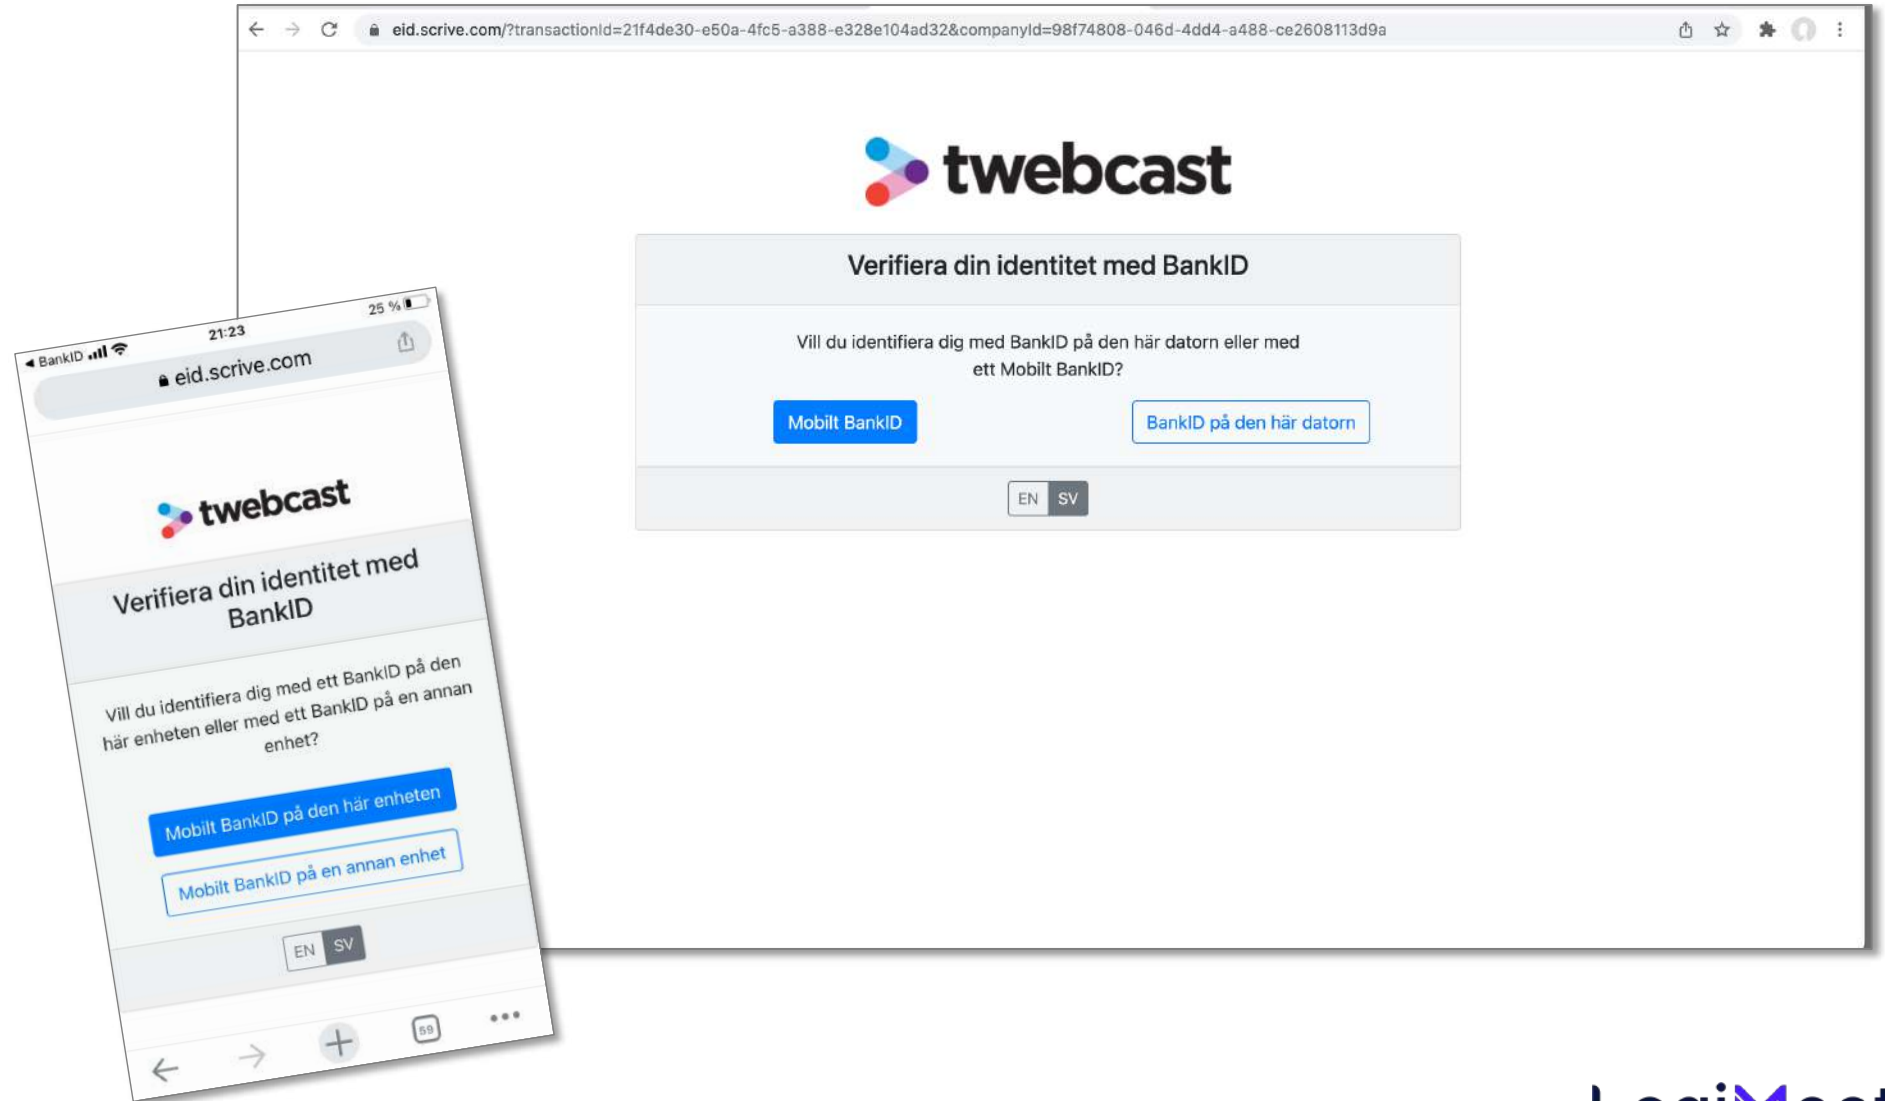 eid.scrive.com/?transactionId=21f4de30-e50a-4fc5-a388-e328e104ad32&companyId=98f74808-046d-4dd4-a488-ce2608113d9a
twebcast
Verifiera din identitet med BankID
Vill du identifiera dig med BankID på den här datorn eller med
ett Mobilt BankID?
Mobilt BankID
BankID på den här datorn
EN SV
BankID 21:23 25 %
eid.scrive.com
twebcast
Verifiera din identitet med
BankID
Vill du identifiera dig med ett BankID på den
här enheten eller med ett BankID på en annan
enhet?
Mobilt BankID på den här enheten
Mobilt BankID på en annan enhet
EN SV
59